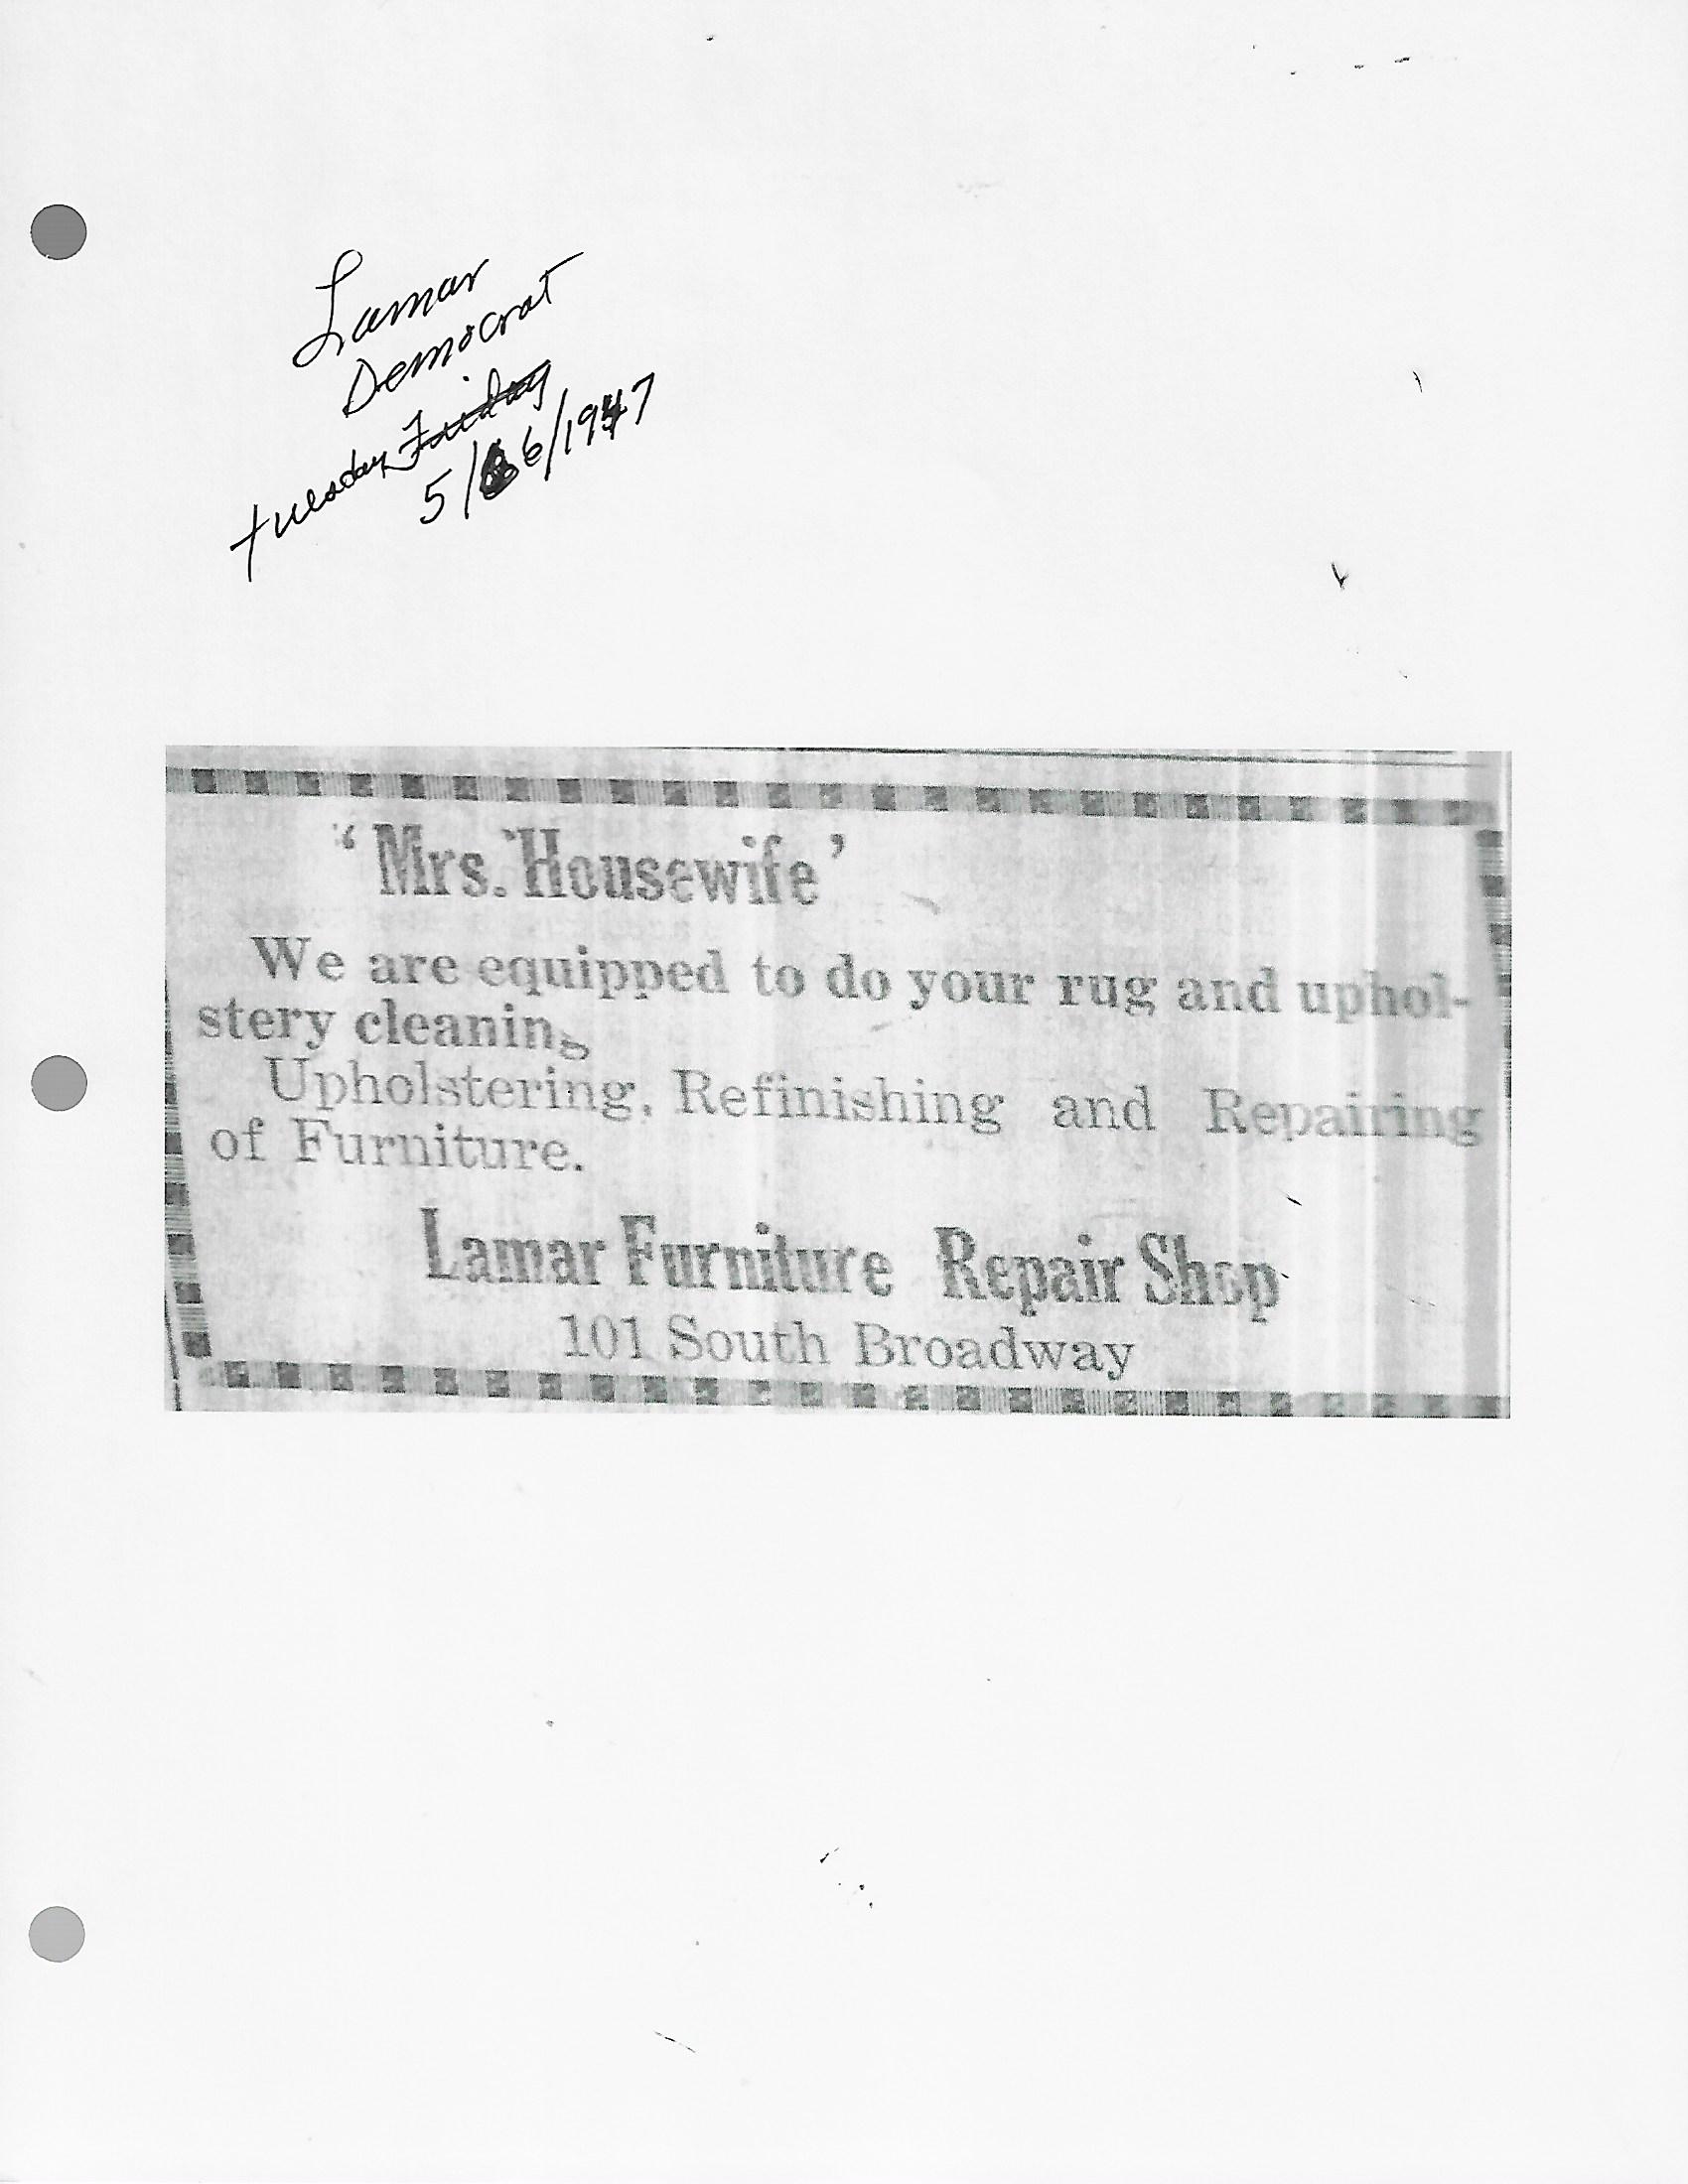 Lamar
Democrat
tuesday Friday
5/6/1947
"Mrs. Housewife"
We are equipped to do your rug and uphol-
stery cleaning
Upholstering, Refinishing and Repairing
of Furniture.
Lamar Furniture Repair Shop
101 South Broadway